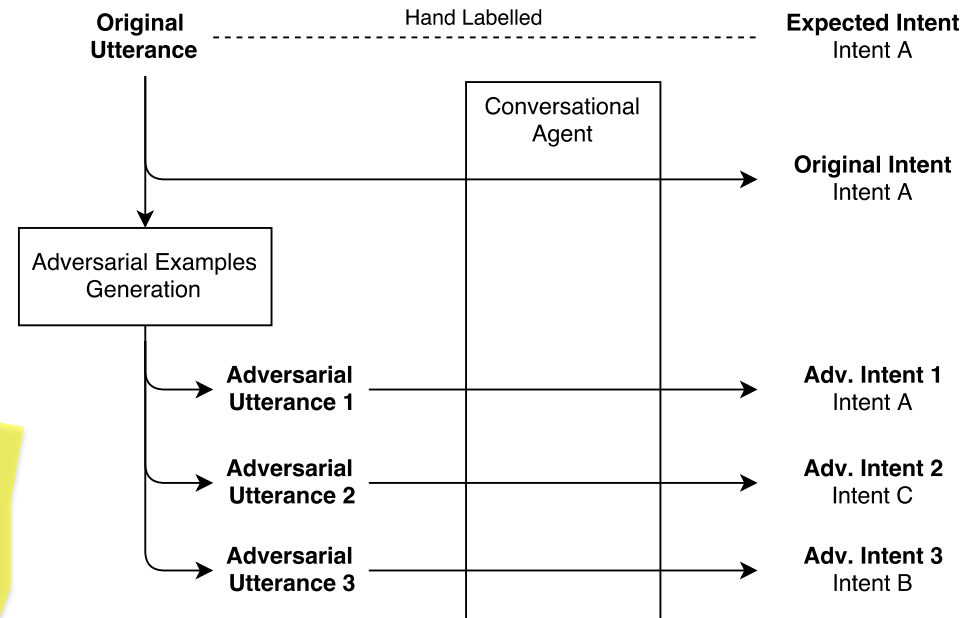 Original
Utterance
Hand Labelled
Expected Intent
Intent A
Conversational
Agent
Original Intent
Intent A
Adversarial Examples
Generation
Adversarial
Utterance 1
Adv. Intent 1
Intent A
Adversarial
Utterance 2
Adv. Intent 2
Intent C
Adversarial
Utterance 3
Adv. Intent 3
Intent B